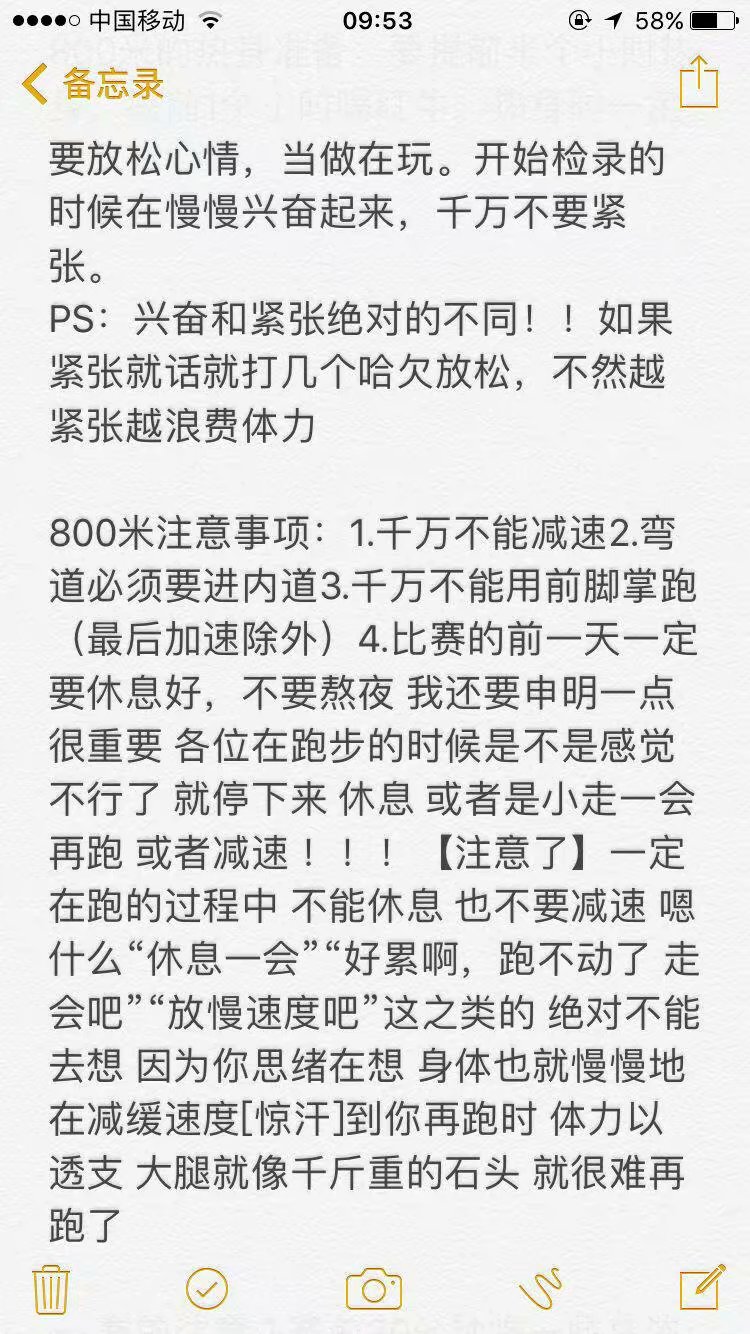 中国移动 09:53 58%
备忘录
要放松心情，当做在玩。开始检录的
时候在慢慢兴奋起来，千万不要紧
张。
PS：兴奋和紧张绝对的不同！！如果
紧张就话就打几个哈欠放松，不然越
紧张越浪费体力
800米注意事项：1.千万不能减速2.弯
道必须要进内道3.千万不能用前脚掌跑
（最后加速除外）4.比赛的前一天一定
要休息好，不要熬夜 我还要申明一点
很重要 各位在跑步的时候是不是感觉
不行了 就停下来 休息 或者是小走一会
再跑 或者减速 ！！！【注意了】一定
在跑的过程中 不能休息 也不要减速 嗯
什么“休息一会”“好累啊，跑不动了 走
会吧”“放慢速度吧”这之类的 绝对不能
去想 因为你思绪在想 身体也就慢慢地
在减缓速度[惊汗]到你再跑时 体力以
透支 大腿就像千斤重的石头 就很难再
跑了